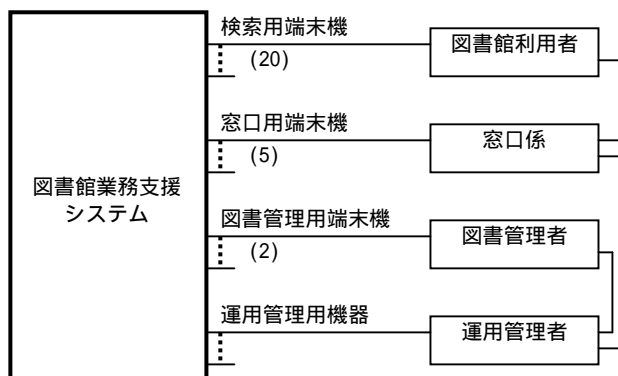 検索用端末機
(20)
図書館利用者
窓口用端末機
(5)
窓口係
図書館業務支援
システム
図書管理用端末機
(2)
図書管理者
運用管理用機器
運用管理者